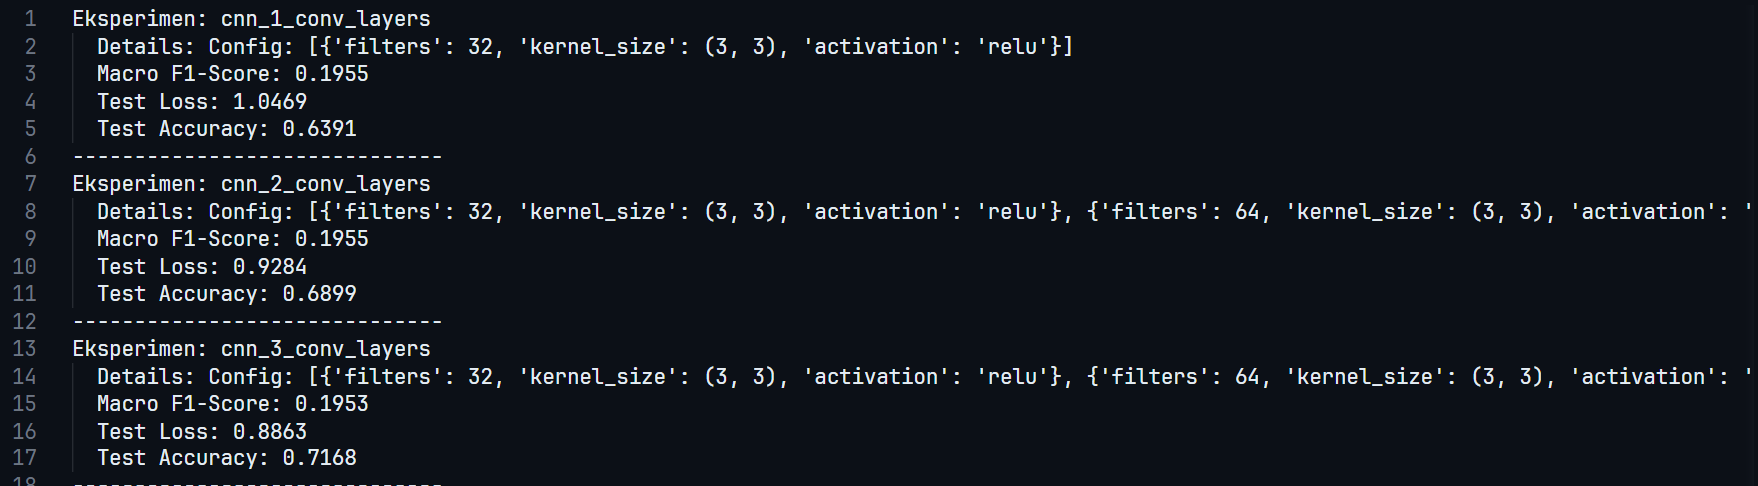 1 Eksperimen: cnn_1_conv_layers
2 Details: Config: [{'filters': 32, 'kernel_size': (3, 3), 'activation': 'relu'}]
3 Macro F1-Score: 0.1955
4 Test Loss: 1.0469
5 Test Accuracy: 0.6391
6 ------------------------------
7 Eksperimen: cnn_2_conv_layers
8 Details: Config: [{'filters': 32, 'kernel_size': (3, 3), 'activation': 'relu'}, {'filters': 64, 'kernel_size': (3, 3), 'activation': '
9 Macro F1-Score: 0.1955
10 Test Loss: 0.9284
11 Test Accuracy: 0.6899
12 ------------------------------
13 Eksperimen: cnn_3_conv_layers
14 Details: Config: [{'filters': 32, 'kernel_size': (3, 3), 'activation': 'relu'}, {'filters': 64, 'kernel_size': (3, 3), 'activation': '
15 Macro F1-Score: 0.1953
16 Test Loss: 0.8863
17 Test Accuracy: 0.7168
18 ------------------------------